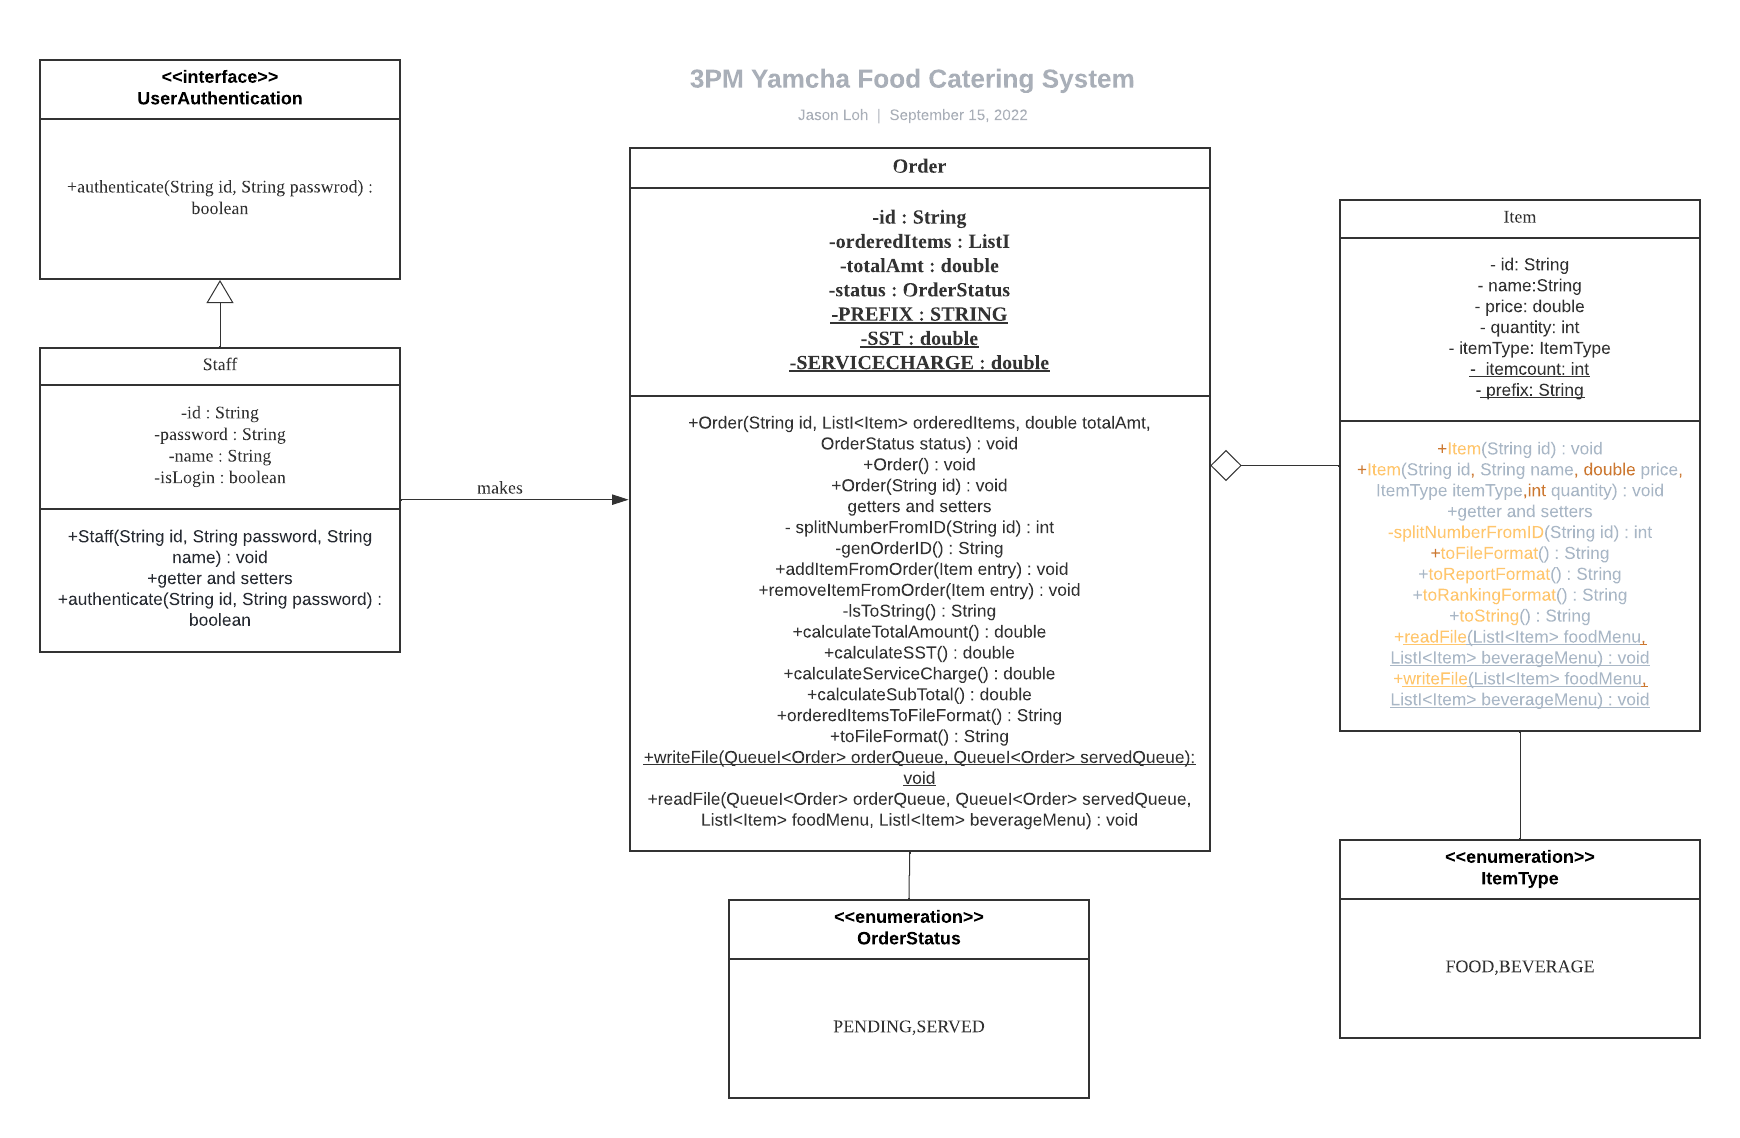 3PM Yamcha Food Catering System
Jason Loh | September 15, 2022
<<interface>>
UserAuthentication
+authenticate(String id, String passwrod) :
boolean
Staff
-id : String
-password : String
-name : String
-isLogin : boolean
+Staff(String id, String password, String
name) : void
+getter and setters
+authenticate(String id, String password) :
boolean
makes
Order
-id : String
-orderedItems : ListI
-totalAmt : double
-status : OrderStatus
-PREFIX : STRING
-SST : double
-SERVICECHARGE : double
+Order(String id, ListI<Item> orderedItems, double totalAmt,
OrderStatus status) : void
+Order() : void
+Order(String id) : void
getters and setters
- splitNumberFromID(String id) : int
-genOrderID() : String
+addItemFromOrder(Item entry) : void
+removeItemFromOrder(Item entry) : void
-lsToString() : String
+calculateTotalAmount() : double
+calculateSST() : double
+calculateServiceCharge() : double
+calculateSubTotal() : double
+orderedItemsToFileFormat() : String
+toFileFormat() : String
+writeFile(QueueI<Order> orderQueue, QueueI<Order> servedQueue):
void
+readFile(QueueI<Order> orderQueue, QueueI<Order> servedQueue,
ListI<Item> foodMenu, ListI<Item> beverageMenu) : void
<<enumeration>>
OrderStatus
PENDING,SERVED
Item
- id: String
- name:String
- price: double
- quantity: int
- itemType: ItemType
- itemcount: int
- prefix: String
+Item(String id) : void
+Item(String id, String name, double price,
ItemType itemType,int quantity) : void
+getter and setters
-splitNumberFromID(String id) : int
+toFileFormat() : String
+toReportFormat() : String
+toRankingFormat() : String
+toString() : String
+readFile(ListI<Item> foodMenu,
ListI<Item> beverageMenu) : void
+writeFile(ListI<Item> foodMenu,
ListI<Item> beverageMenu) : void
<<enumeration>>
ItemType
FOOD,BEVERAGE